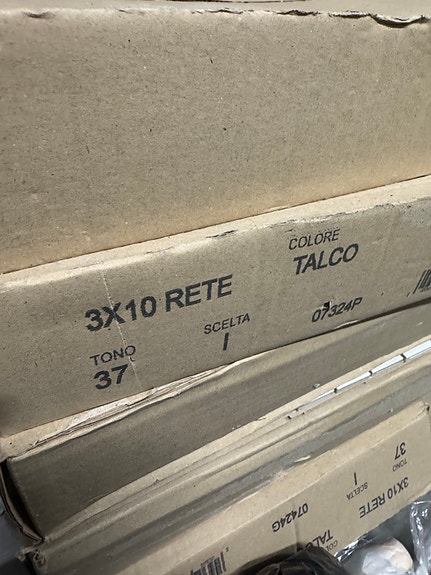 COLORE
3X10 RETE TALCO
TONO SCELTA 07324P
37 I
3X10 RETE
TONO
37
SCELTA
I
07424G